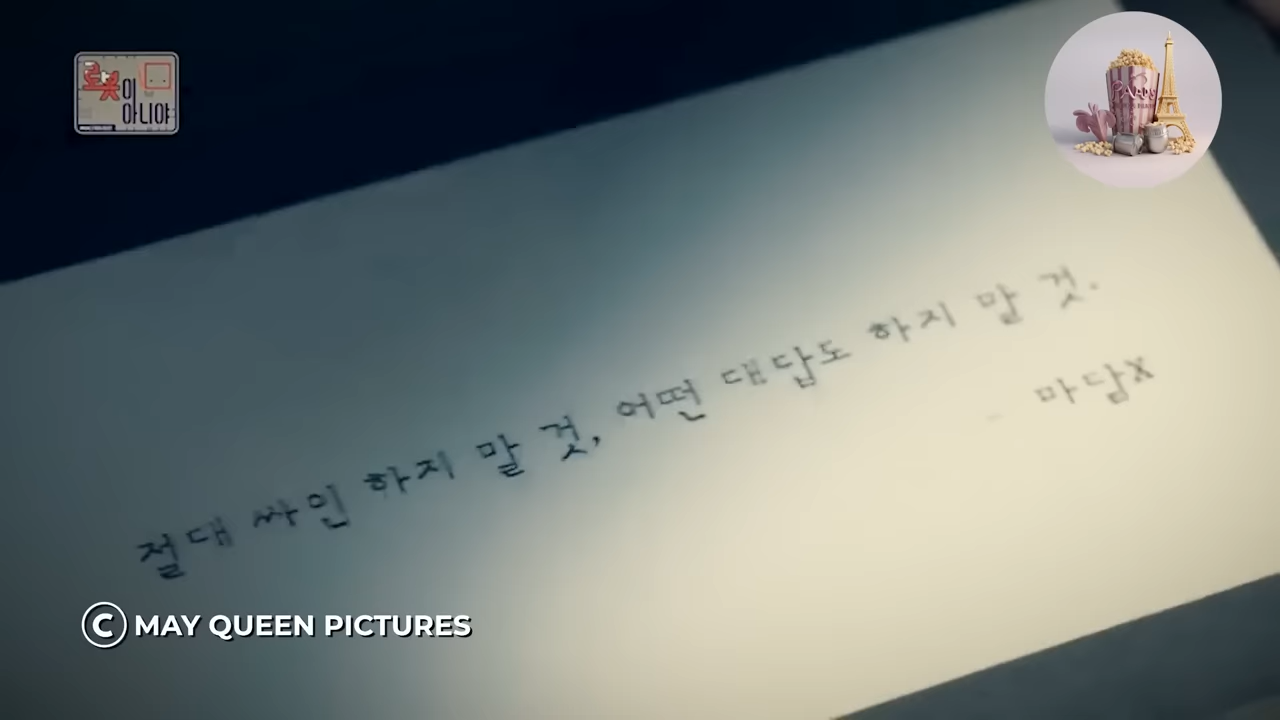 로봇이
아니야
절대 싸인 하지 말 것, 어떤 대답도 하지 말 것.
- 마담X
© MAY QUEEN PICTURES